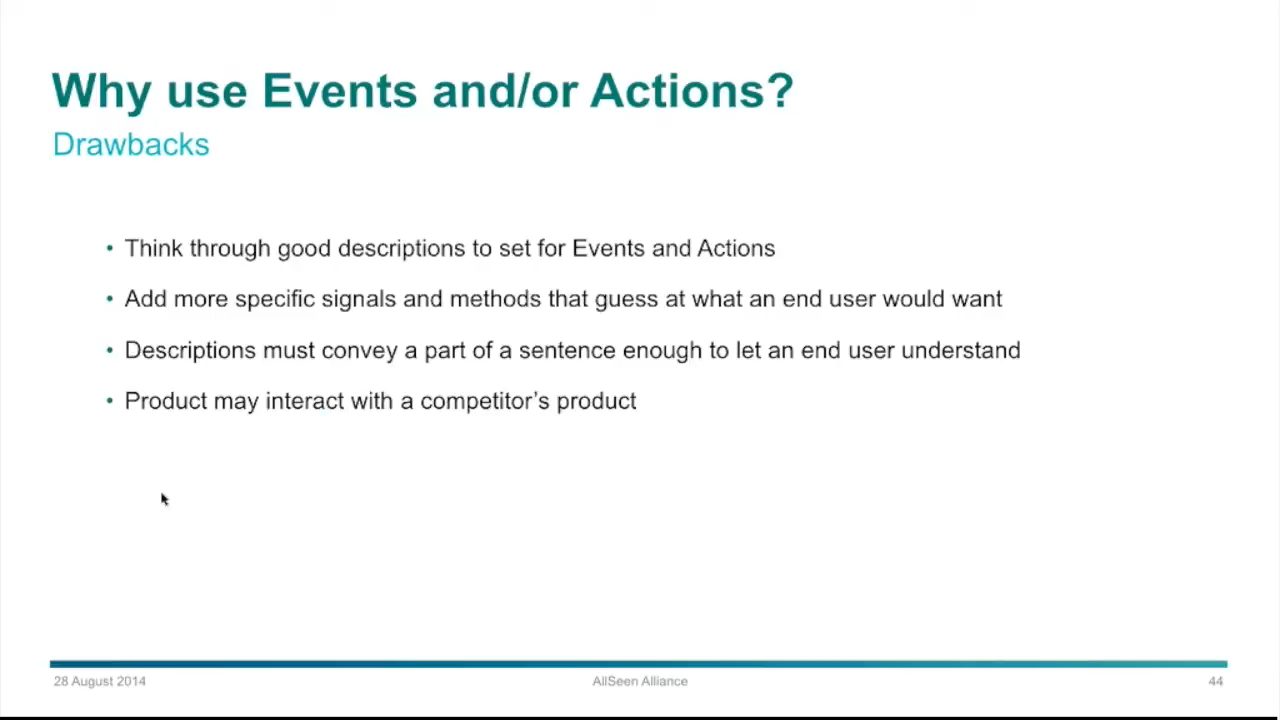 Why use Events and/or Actions?
Drawbacks
• Think through good descriptions to set for Events and Actions
• Add more specific signals and methods that guess at what an end user would want
• Descriptions must convey a part of a sentence enough to let an end user understand
• Product may interact with a competitor’s product
28 August 2014
AllSeen Alliance
44